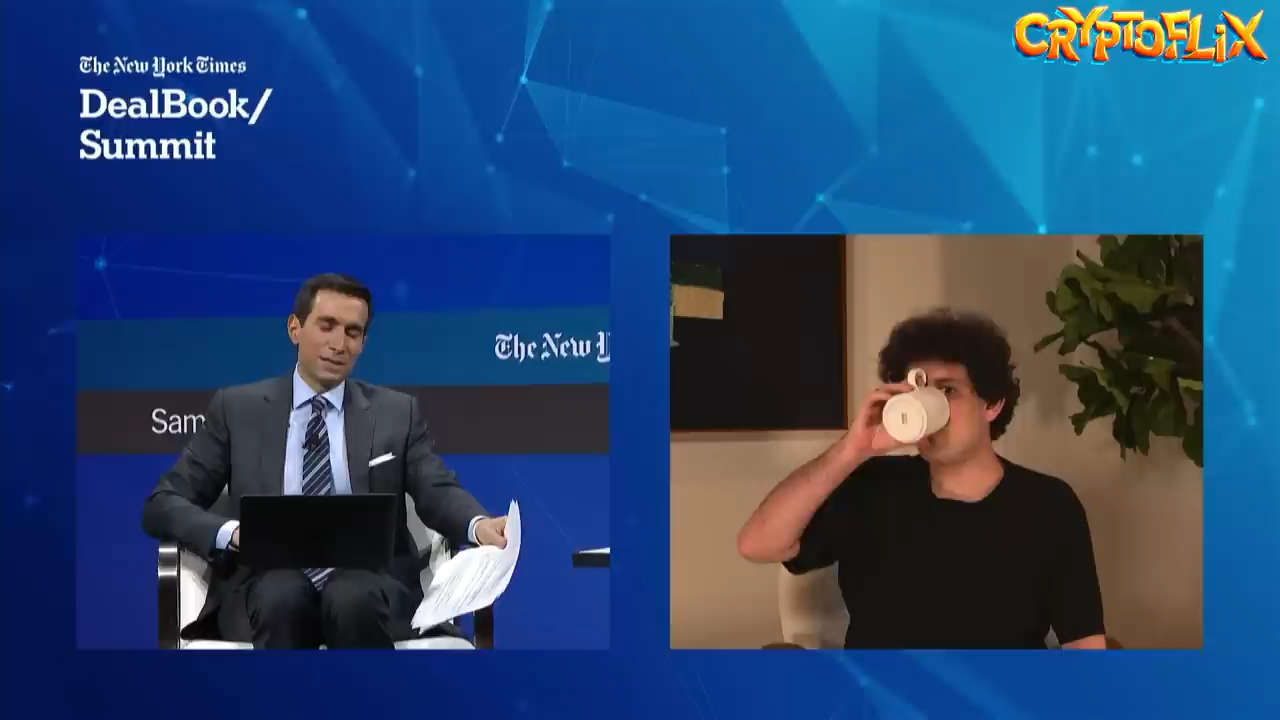 The New York Times
DealBook/
Summit
CRYPTOFLiX
The New Y
Sam